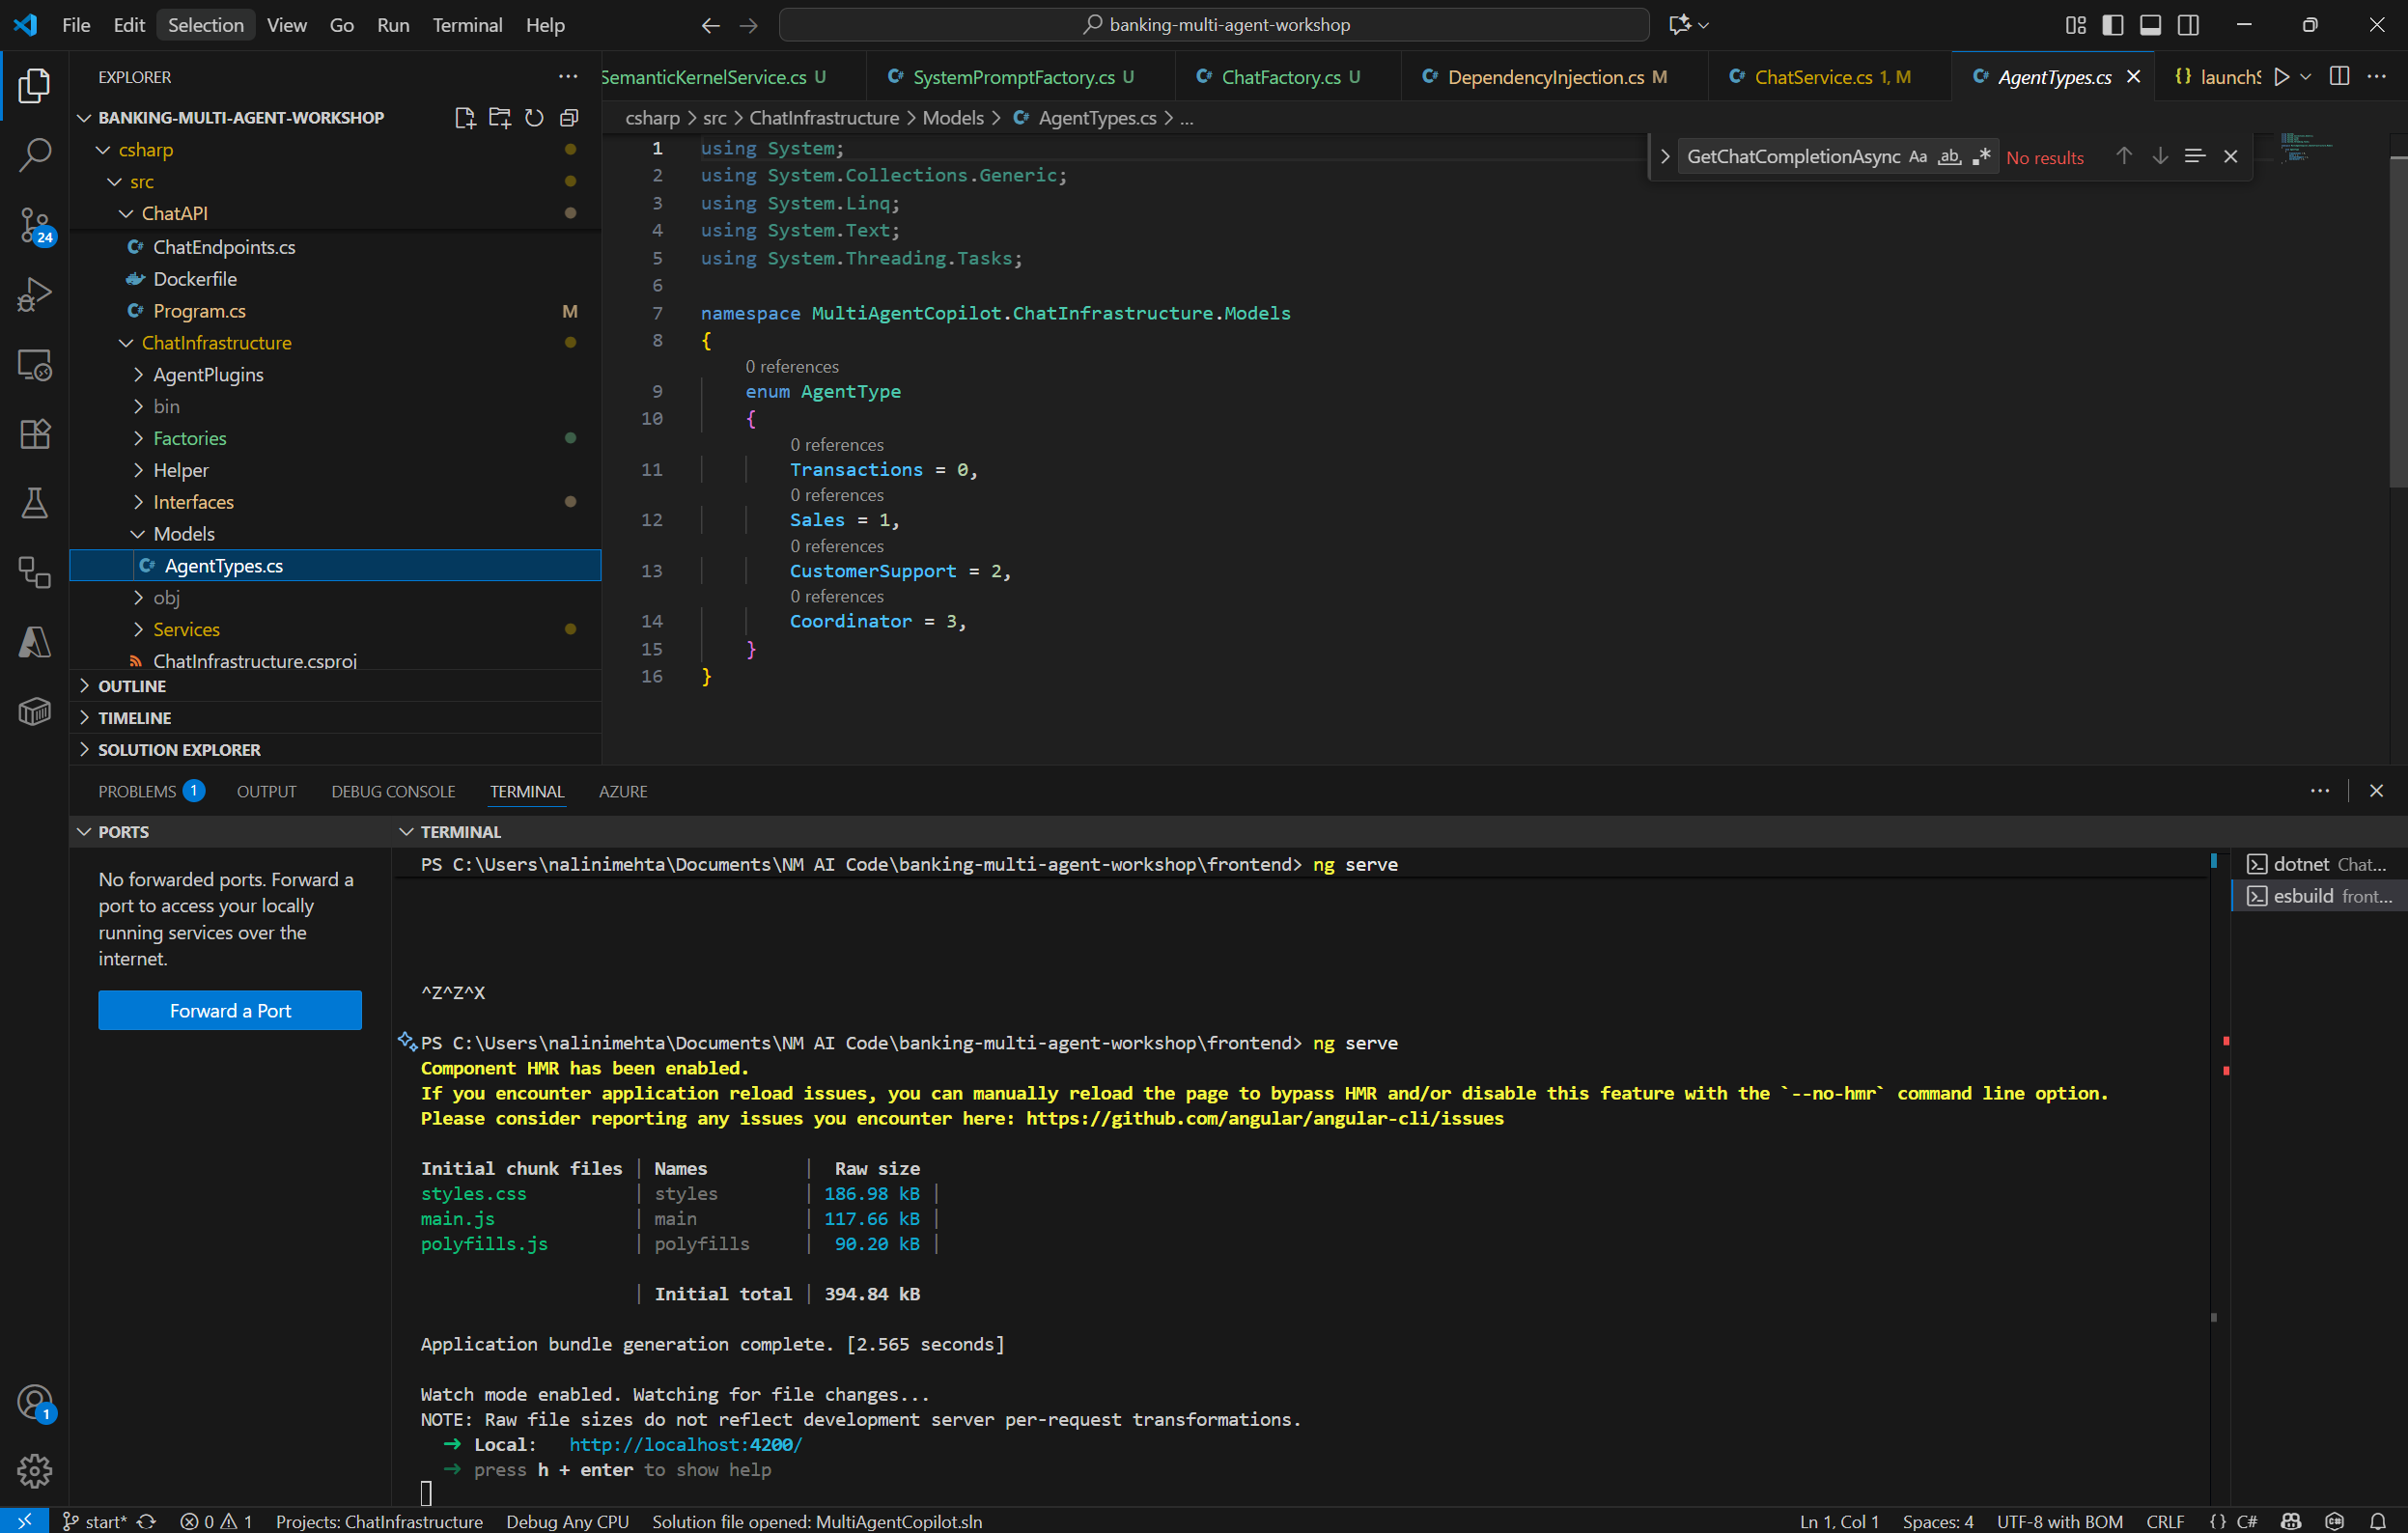 File Edit Selection View Go Run Terminal Help
banking-multi-agent-workshop
EXPLORER
BANKING-MULTI-AGENT-WORKSHOP
csharp
src
ChatAPI
ChatEndpoints.cs
Dockerfile
Program.cs M
ChatInfrastructure
AgentPlugins
bin
Factories
Helper
Interfaces
Models
AgentTypes.cs
obj
Services
ChatInfrastructure.csproj
OUTLINE
TIMELINE
SOLUTION EXPLORER
24
1
SemanticKernelService.cs U
SystemPromptFactory.cs U
ChatFactory.cs U
DependencyInjection.cs M
ChatService.cs 1, M
AgentTypes.cs
{} launchS
csharp > src > ChatInfrastructure > Models > AgentTypes.cs > ...
GetChatCompletionAsync Aa ab .* No results
1 using System;
2 using System.Collections.Generic;
3 using System.Linq;
4 using System.Text;
5 using System.Threading.Tasks;
6
7 namespace MultiAgentCopilot.ChatInfrastructure.Models
8 {
0 references
9 enum AgentType
10 {
0 references
11 Transactions = 0,
0 references
12 Sales = 1,
0 references
13 CustomerSupport = 2,
0 references
14 Coordinator = 3,
15 }
16 }
PROBLEMS 1 OUTPUT DEBUG CONSOLE TERMINAL AZURE
PORTS
No forwarded ports. Forward a
port to access your locally
running services over the
internet.
Forward a Port
TERMINAL
PS C:\Users\nalinimehta\Documents\NM AI Code\banking-multi-agent-workshop\frontend> ng serve
^Z^Z^X
PS C:\Users\nalinimehta\Documents\NM AI Code\banking-multi-agent-workshop\frontend> ng serve
Component HMR has been enabled.
If you encounter application reload issues, you can manually reload the page to bypass HMR and/or disable this feature with the `--no-hmr` command line option.
Please consider reporting any issues you encounter here: https://github.com/angular/angular-cli/issues
Initial chunk files | Names | Raw size
styles.css | styles | 186.98 kB |
main.js | main | 117.66 kB |
polyfills.js | polyfills | 90.20 kB |
| Initial total | 394.84 kB
Application bundle generation complete. [2.565 seconds]
Watch mode enabled. Watching for file changes...
NOTE: Raw file sizes do not reflect development server per-request transformations.
➜ Local: http://localhost:4200/
➜ press h + enter to show help
dotnet Chat...
esbuild front...
start* 0 1 Projects: ChatInfrastructure Debug Any CPU Solution file opened: MultiAgentCopilot.sln
Ln 1, Col 1 Spaces: 4 UTF-8 with BOM CRLF {} C#